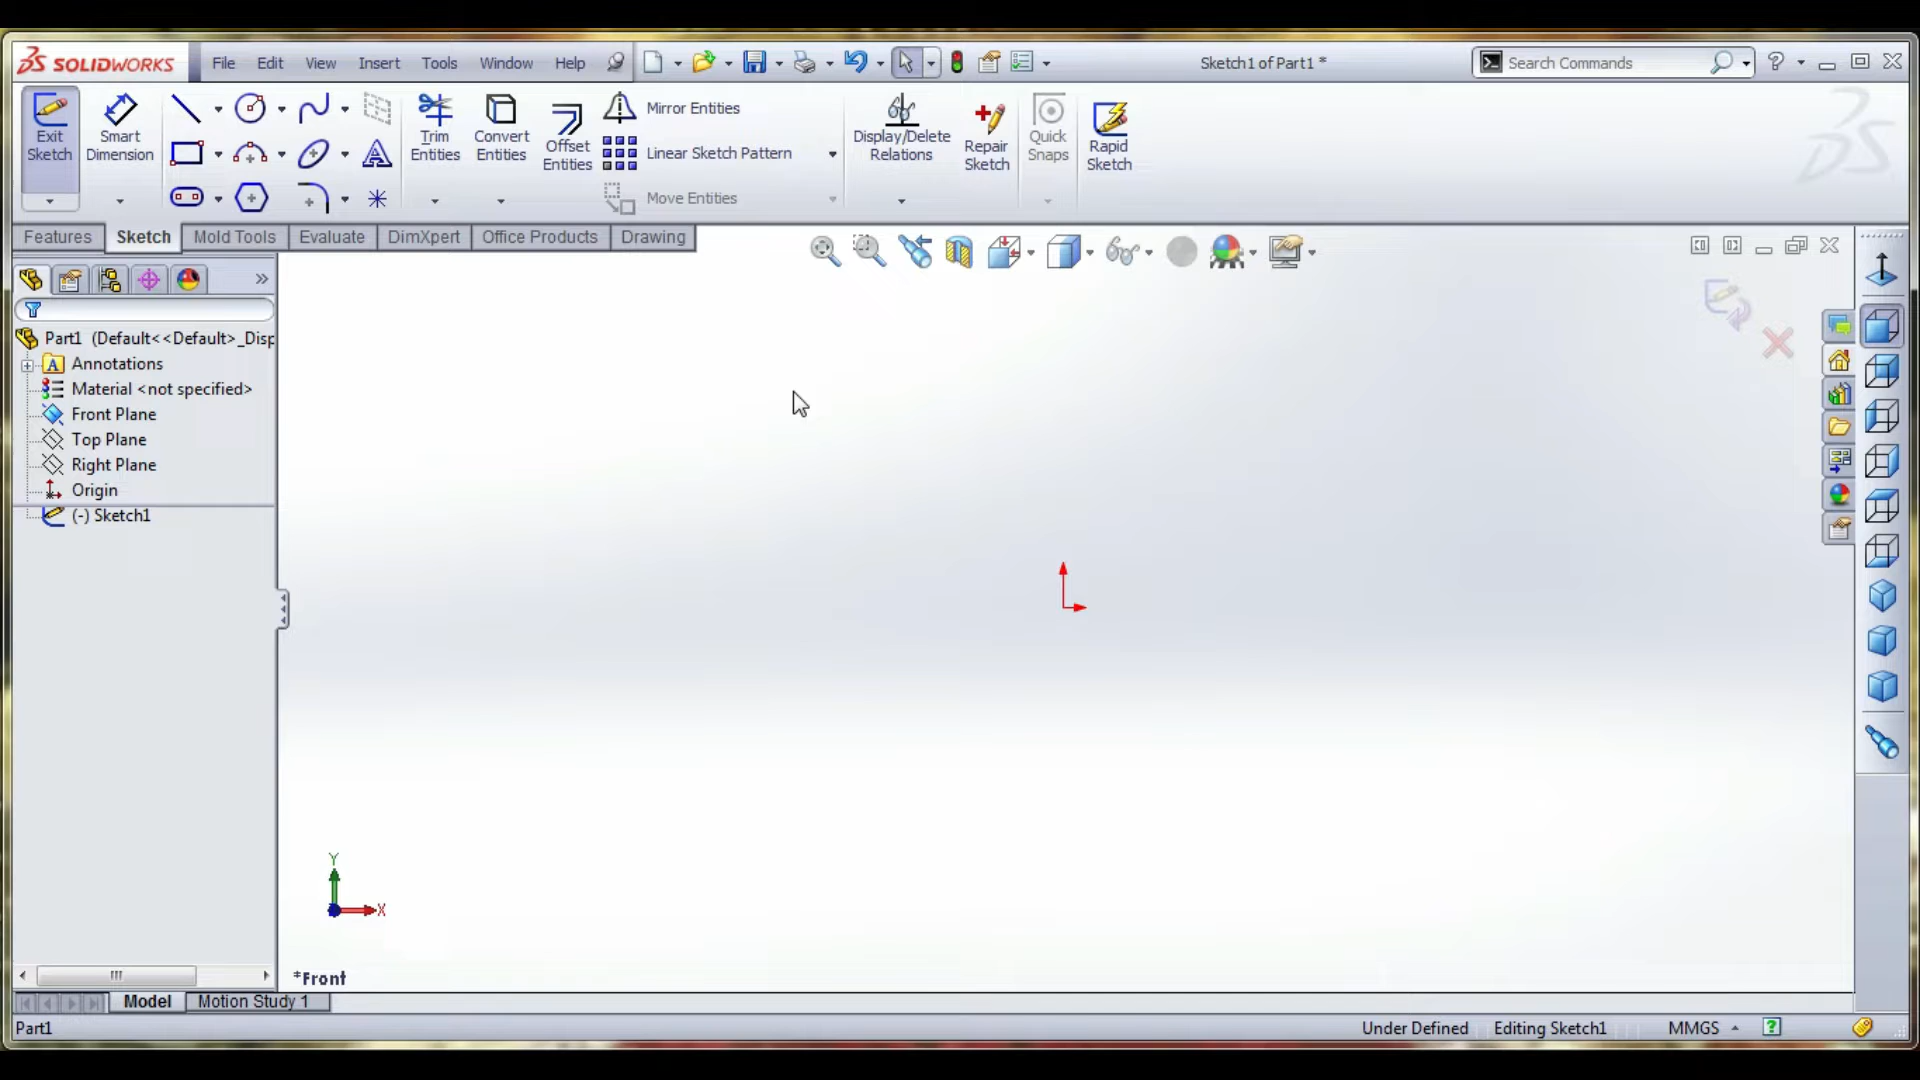 SOLIDWORKS File Edit View Insert Tools Window Help Sketch1 of Part1 * Search Commands
Exit Sketch
Smart Dimension
Trim Entities
Convert Entities
Offset Entities
Mirror Entities
Linear Sketch Pattern
Move Entities
Display/Delete Relations
Repair Sketch
Quick Snaps
Rapid Sketch
Features Sketch Mold Tools Evaluate DimXpert Office Products Drawing
Part1 (Default<<Default>_Disp
Annotations
Material <not specified>
Front Plane
Top Plane
Right Plane
Origin
(-) Sketch1
Y
X
*Front
Model Motion Study 1
Part1 Under Defined Editing Sketch1 MMGS